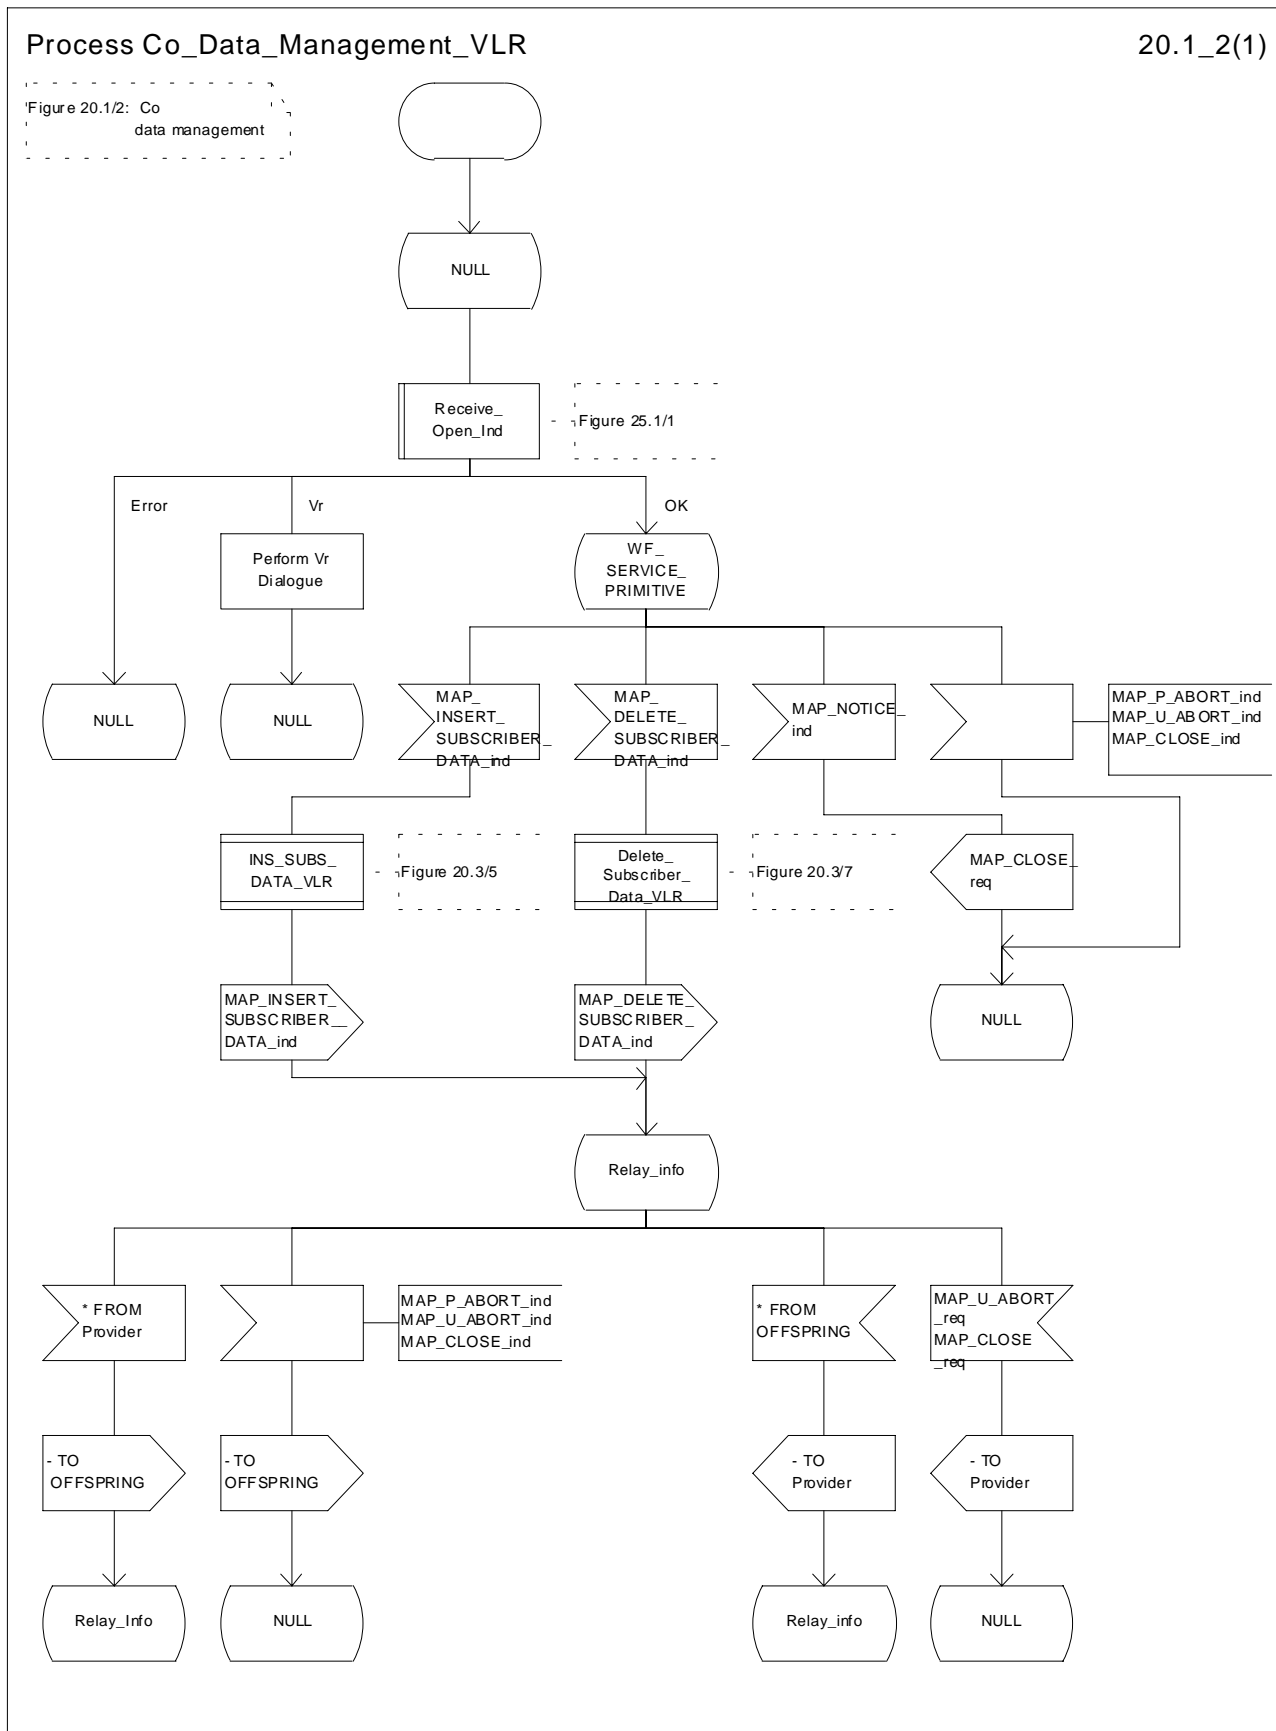 Process Co_Data_Management_VLR
20.1_2(1)
Figure 20.1/2: Co
data management
NULL
Receive_
Open_Ind
Figure 25.1/1
Error
Vr
OK
Perform Vr
Dialogue
WF_
SERVICE_
PRIMITIVE
NULL
NULL
MAP_
INSERT_
SUBSCRIBER_
DATA_ind
MAP_
DELETE_
SUBSCRIBER_
DATA_ind
MAP_NOTICE_
ind
MAP_P_ABORT_ind
MAP_U_ABORT_ind
MAP_CLOSE_ind
INS_SUBS_
DATA_VLR
Figure 20.3/5
Delete_
Subscriber_
Data_VLR
Figure 20.3/7
MAP_CLOSE_
req
MAP_INSERT_
SUBSCRIBER__
DATA_ind
MAP_DELETE_
SUBSCRIBER_
DATA_ind
NULL
Relay_info
* FROM
Provider
MAP_P_ABORT_ind
MAP_U_ABORT_ind
MAP_CLOSE_ind
* FROM
OFFSPRING
MAP_U_ABORT
_req
MAP_CLOSE
_req
- TO
OFFSPRING
- TO
OFFSPRING
- TO
Provider
- TO
Provider
Relay_Info
NULL
Relay_info
NULL